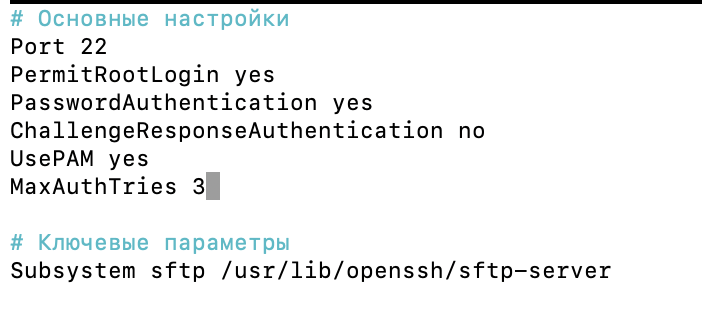 # Основные настройки
Port 22
PermitRootLogin yes
PasswordAuthentication yes
ChallengeResponseAuthentication no
UsePAM yes
MaxAuthTries 3
# Ключевые параметры
Subsystem sftp /usr/lib/openssh/sftp-server